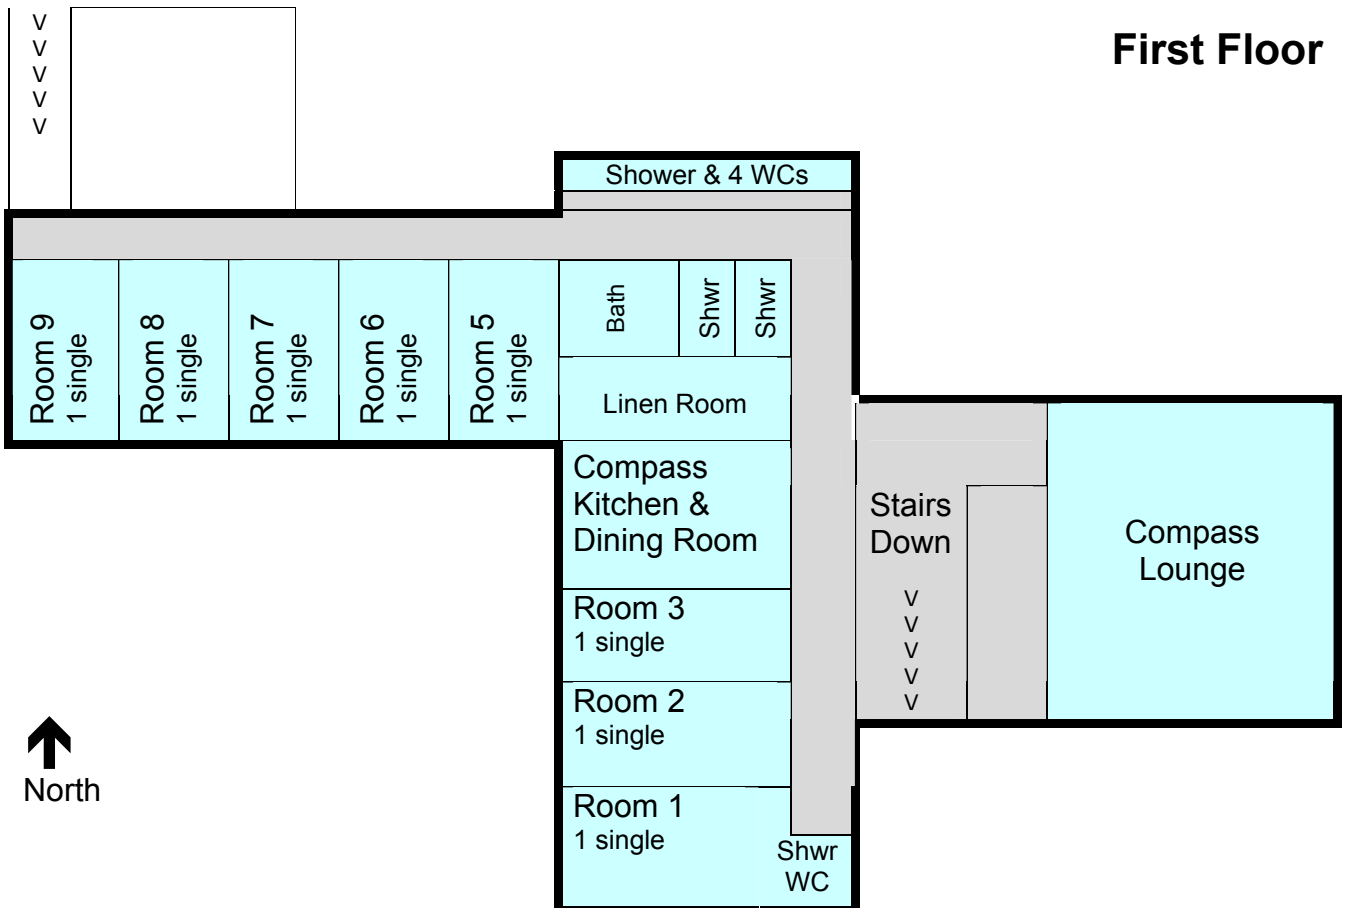 V
V
V
V
V
First Floor
Shower & 4 WCs
Room 9
1 single
Room 8
1 single
Room 7
1 single
Room 6
1 single
Room 5
1 single
Bath
Shwr
Shwr
Linen Room
Compass
Kitchen &
Dining Room
Stairs
Down
V
V
V
V
V
Compass
Lounge
Room 3
1 single
Room 2
1 single
Room 1
1 single
Shwr
WC
North